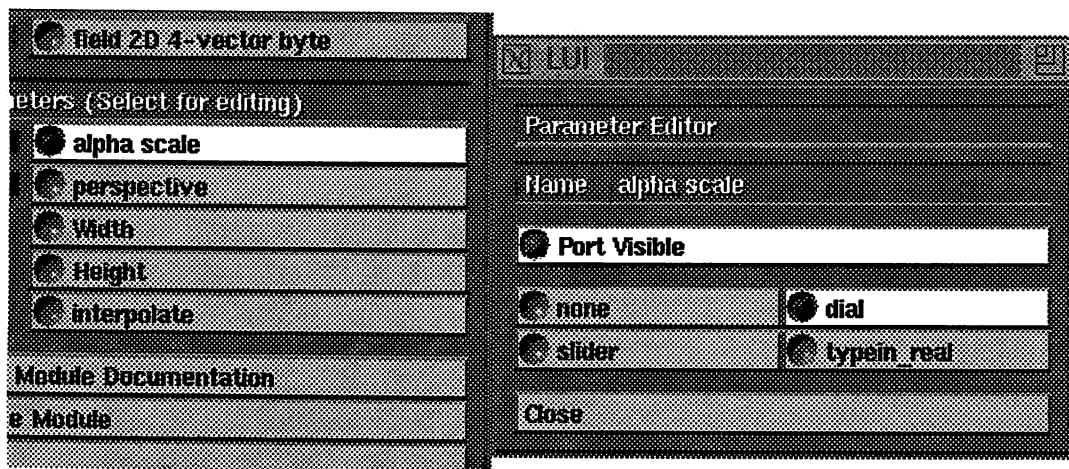 field 2D 4-vector byte
meters (Select for editing)
alpha scale
perspective
Width
Height
interpolate
Module Documentation
e Module
LUI
Parameter Editor
Name alpha scale
Port Visible
none
dial
slider
typein_real
Close